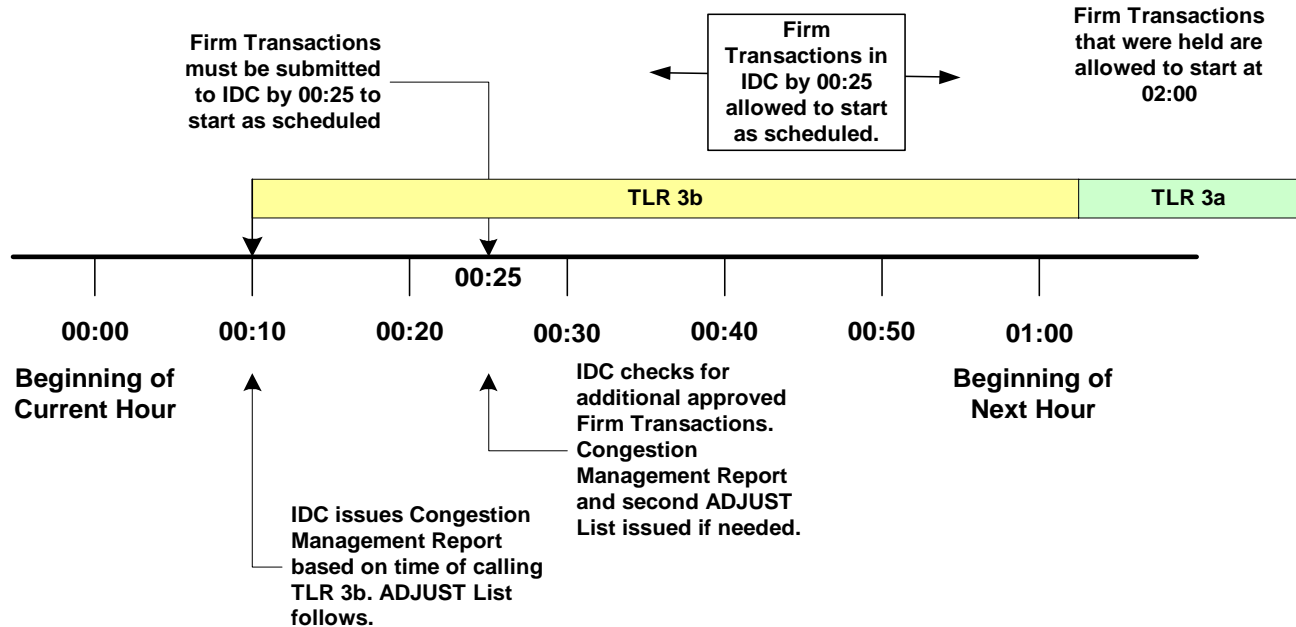 Firm Transactions
must be submitted
to IDC by 00:25 to
start as scheduled
Firm
Transactions in
IDC by 00:25
allowed to start
as scheduled.
Firm Transactions
that were held are
allowed to start at
02:00
TLR 3b
TLR 3a
00:25
00:00
00:10
00:20
00:30
00:40
00:50
01:00
Beginning of
Current Hour
Beginning of
Next Hour
IDC checks for
additional approved
Firm Transactions.
Congestion
Management Report
and second ADJUST
List issued if needed.
IDC issues Congestion
Management Report
based on time of calling
TLR 3b. ADJUST List
follows.